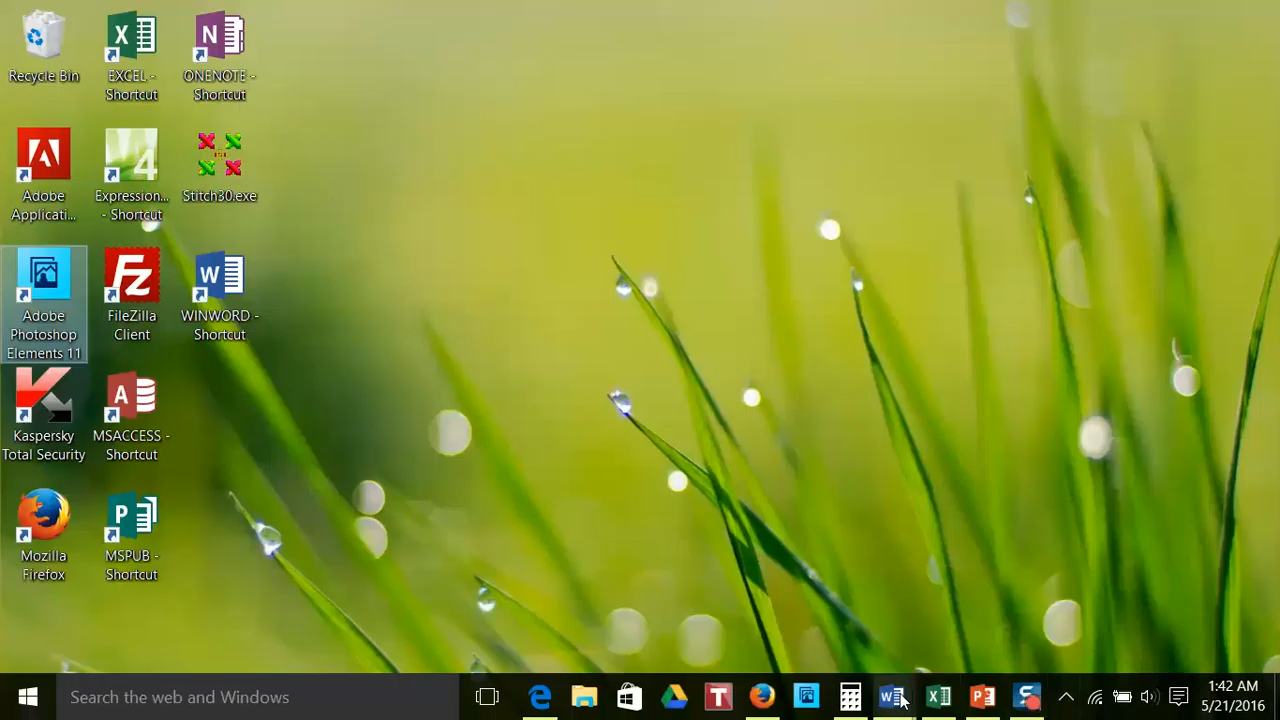 Recycle Bin
EXCEL -
Shortcut
ONENOTE -
Shortcut
Adobe
Applicati...
Expression...
- Shortcut
Stitch30.exe
Adobe
Photoshop
Elements 11
FileZilla
Client
WINWORD -
Shortcut
Kaspersky
Total Security
MSACCESS -
Shortcut
Mozilla
Firefox
MSPUB -
Shortcut
Search the web and Windows
1:42 AM
5/21/2016